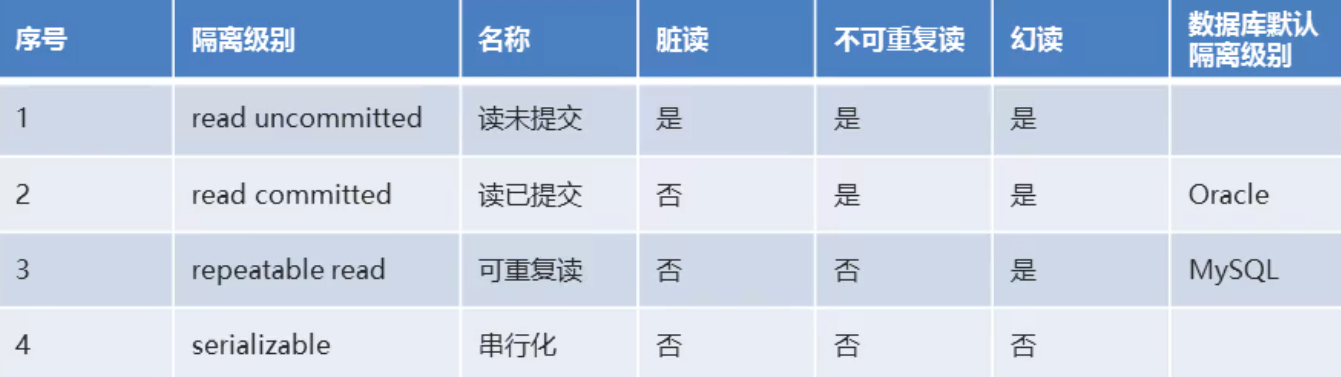 序号 隔离级别 名称 脏读 不可重复读 幻读 数据库默认
隔离级别
1 read uncommitted 读未提交 是 是 是
2 read committed 读已提交 否 是 是 Oracle
3 repeatable read 可重复读 否 否 是 MySQL
4 serializable 串行化 否 否 否